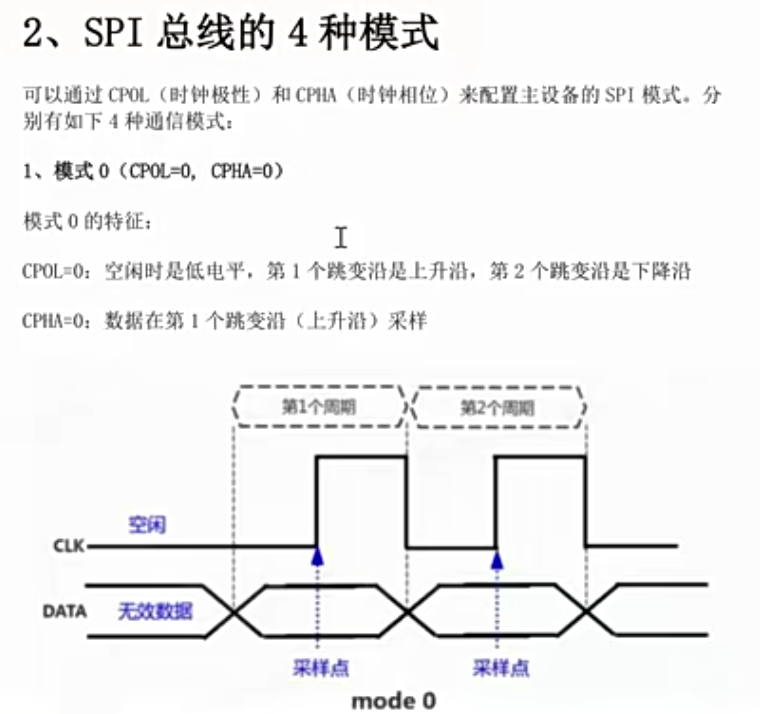 2、SPI 总线的 4 种模式
可以通过 CPOL（时钟极性）和 CPHA（时钟相位）来配置主设备的 SPI 模式。分
别有如下 4 种通信模式：
1、模式 0（CPOL=0, CPHA=0）
模式 0 的特征：
CPOL=0：空闲时是低电平，第 1 个跳变沿是上升沿，第 2 个跳变沿是下降沿
CPHA=0：数据在第 1 个跳变沿（上升沿）采样
第1个周期 第2个周期
空闲
CLK
DATA 无效数据
采样点 采样点
mode 0